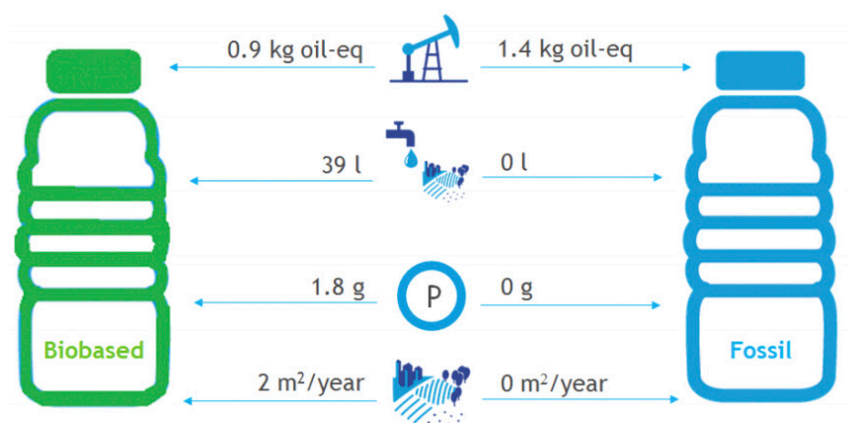 0.9 kg oil-eq 1.4 kg oil-eq
39 l 0 l
1.8 g P 0 g
Biobased Fossil
2 m²/year 0 m²/year